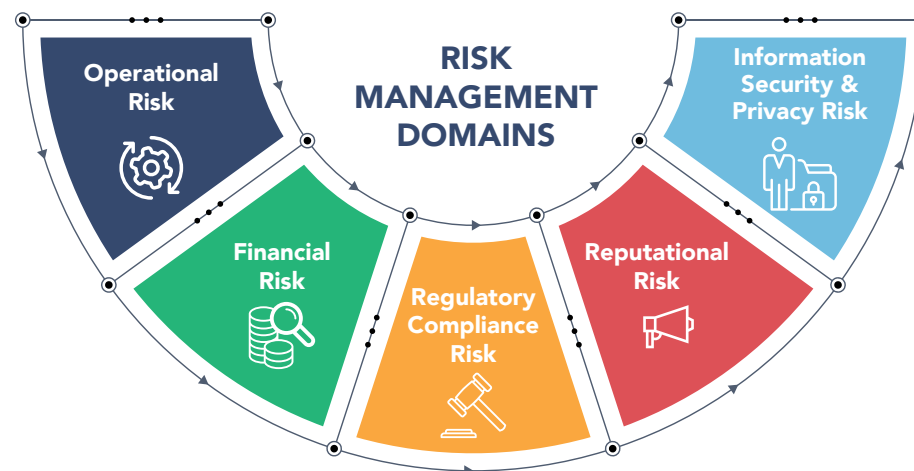 RISK
MANAGEMENT
DOMAINS
Operational
Risk
Financial
Risk
Regulatory
Compliance
Risk
Reputational
Risk
Information
Security &
Privacy Risk